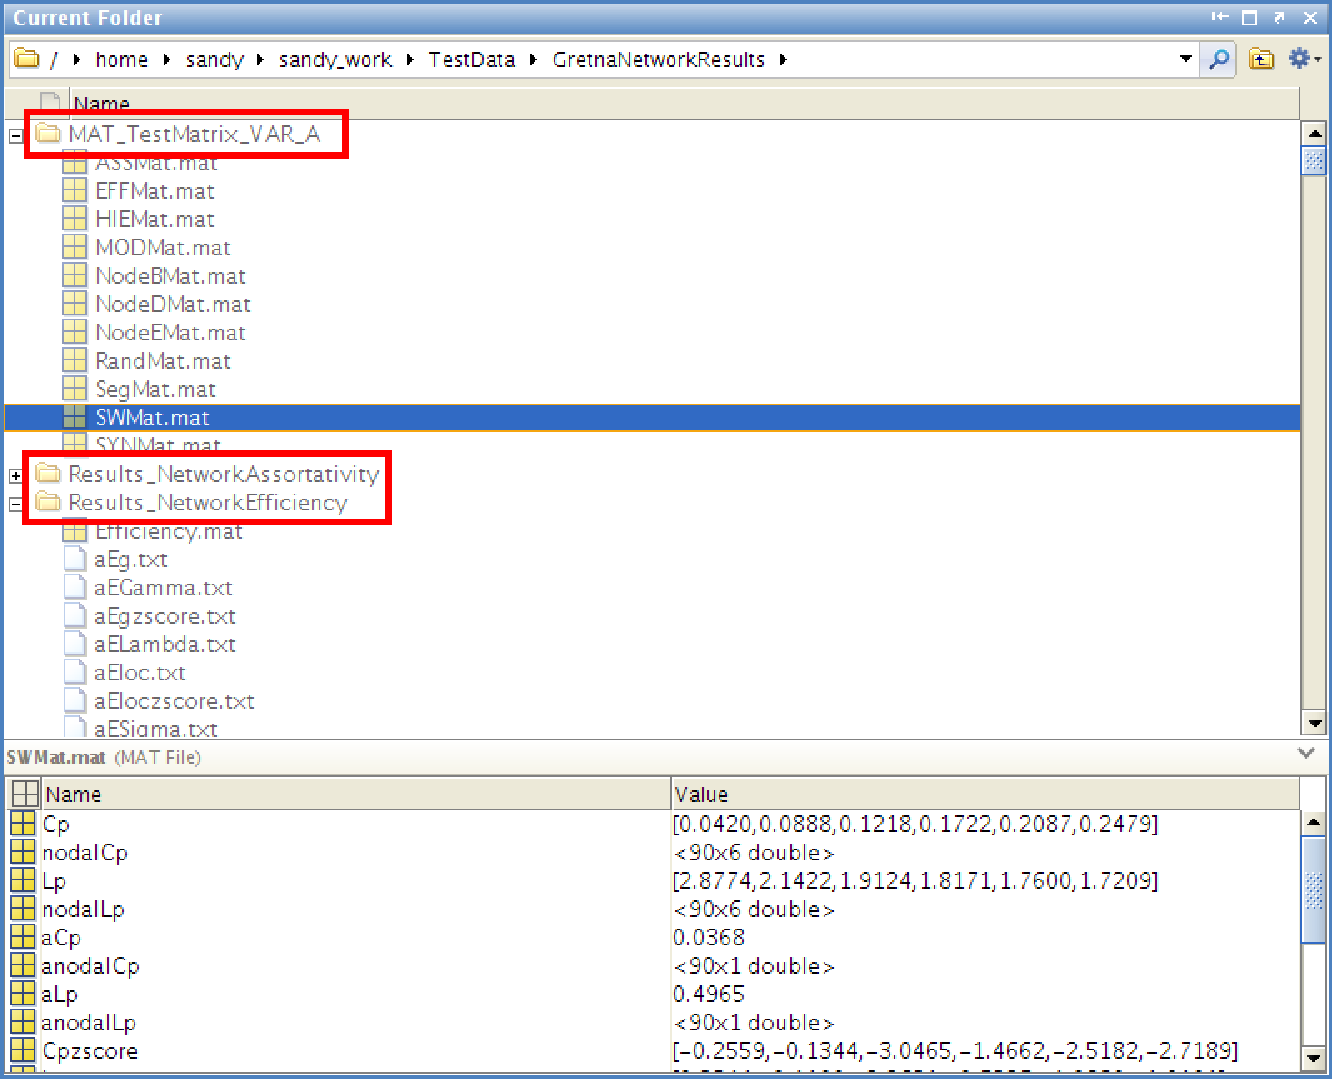 Current Folder
/ home sandy sandy_work TestData GretnaNetworkResults
Name
MAT_TestMatrix_VAR_A
ASSMat.mat
EFFMat.mat
HIEMat.mat
MODMat.mat
NodeBMat.mat
NodeDMat.mat
NodeEMat.mat
RandMat.mat
SegMat.mat
SWMat.mat
SYNMat.mat
Results_NetworkAssortativity
Results_NetworkEfficiency
Efficiency.mat
aEg.txt
aEGamma.txt
aEgzscore.txt
aELambda.txt
aEloc.txt
aEloczscore.txt
aESigma.txt
SWMat.mat (MAT File)
Name Value
Cp [0.0420,0.0888,0.1218,0.1722,0.2087,0.2479]
nodalCp <90x6 double>
Lp [2.8774,2.1422,1.9124,1.8171,1.7600,1.7209]
nodalLp <90x6 double>
aCp 0.0368
anodalCp <90x1 double>
aLp 0.4965
anodalLp <90x1 double>
Cpzscore [-0.2559,-0.1344,-3.0465,-1.4662,-2.5182,-2.7189]